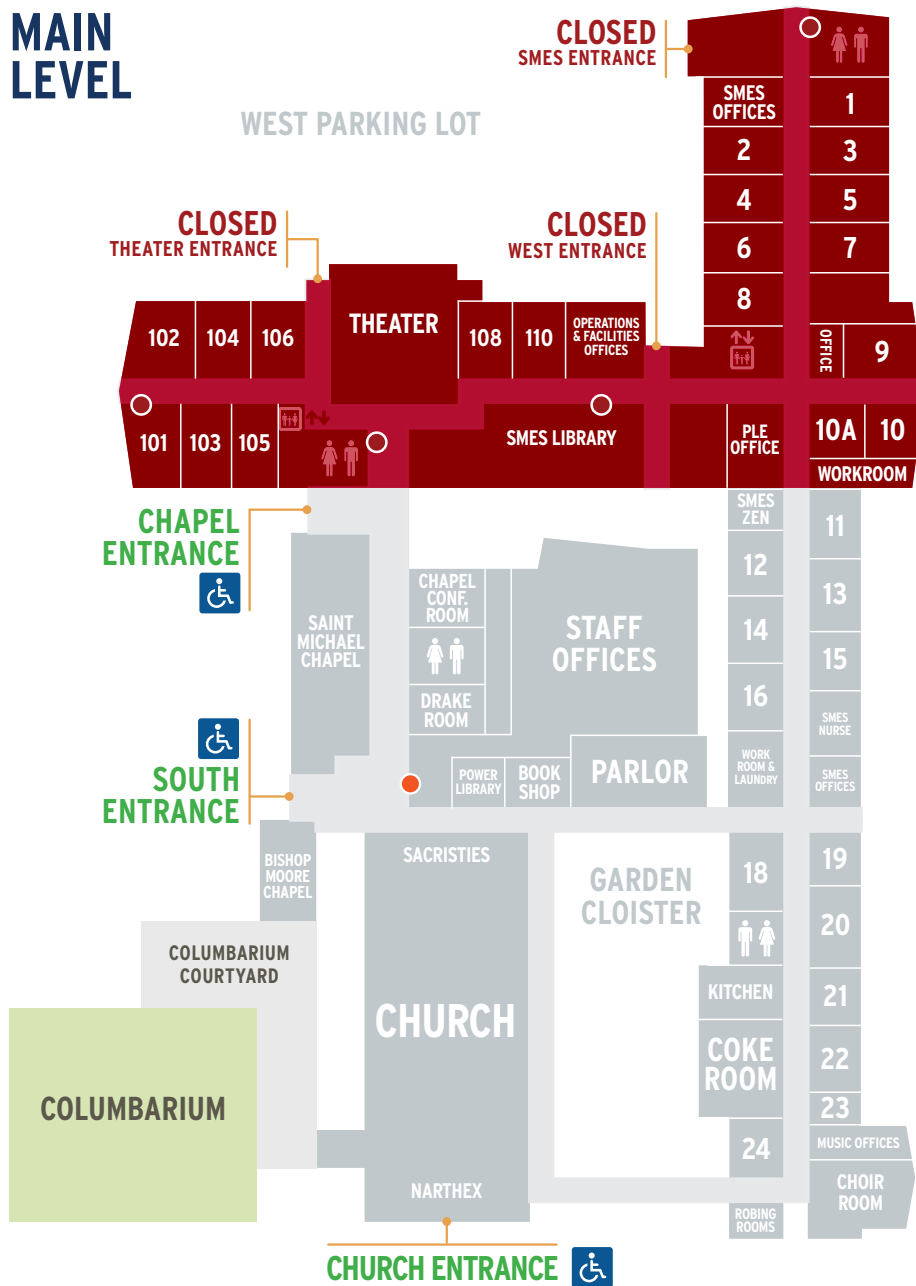 MAIN
LEVEL
WEST PARKING LOT
CLOSED
SMES ENTRANCE
SMES
OFFICES
1
2
3
4
5
6
7
8
CLOSED
THEATER ENTRANCE
CLOSED
WEST ENTRANCE
102
104
106
THEATER
108
110
OPERATIONS
& FACILITIES
OFFICES
OFFICE
9
101
103
105
SMES LIBRARY
PLE
OFFICE
10A
10
WORKROOM
CHAPEL
ENTRANCE
SAINT
MICHAEL
CHAPEL
CHAPEL
CONF.
ROOM
DRAKE
ROOM
STAFF
OFFICES
SMES
ZEN
11
12
13
14
15
16
SMES
NURSE
WORK
ROOM &
LAUNDRY
SMES
OFFICES
SOUTH
ENTRANCE
POWER
LIBRARY
BOOK
SHOP
PARLOR
BISHOP
MOORE
CHAPEL
SACRISTIES
GARDEN
CLOISTER
18
19
20
COLUMBARIUM
COURTYARD
CHURCH
KITCHEN
21
COKE
ROOM
22
COLUMBARIUM
23
24
MUSIC OFFICES
NARTHEX
CHOIR
ROOM
ROBING
ROOMS
CHURCH ENTRANCE